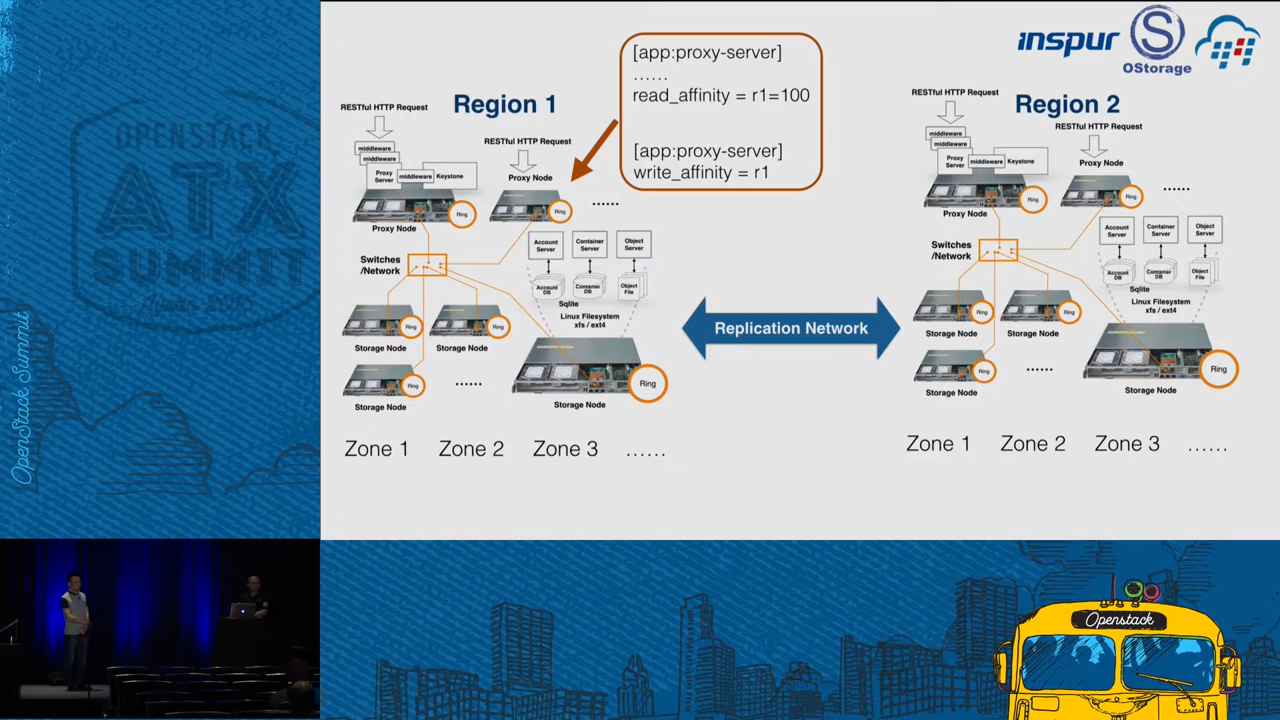 inspur
OStorage
[app:proxy-server]
......
read_affinity = r1=100
[app:proxy-server]
write_affinity = r1
Region 1
RESTful HTTP Request
middleware
middleware
Proxy
Server
middleware
Keystone
Ring
Proxy Node
RESTful HTTP Request
Proxy Node
Ring
......
Switches
/Network
Account
Server
Container
Server
Object
Server
Account
DB
Container
DB
Object
File
Sqlite
Linux Filesystem
xfs / ext4
Ring
Storage Node
Ring
Storage Node
Ring
Storage Node
......
Ring
Storage Node
Zone 1
Zone 2
Zone 3
......
Replication Network
Region 2
RESTful HTTP Request
middleware
middleware
Proxy
Server
middleware
Keystone
Ring
Proxy Node
RESTful HTTP Request
Proxy Node
Ring
......
Switches
/Network
Account
Server
Container
Server
Object
Server
Account
DB
Container
DB
Object
File
Sqlite
Linux Filesystem
xfs / ext4
Ring
Storage Node
Ring
Storage Node
Ring
Storage Node
......
Ring
Storage Node
Zone 1
Zone 2
Zone 3
......
OPENSTACK
OpenStack Summit
Openstack